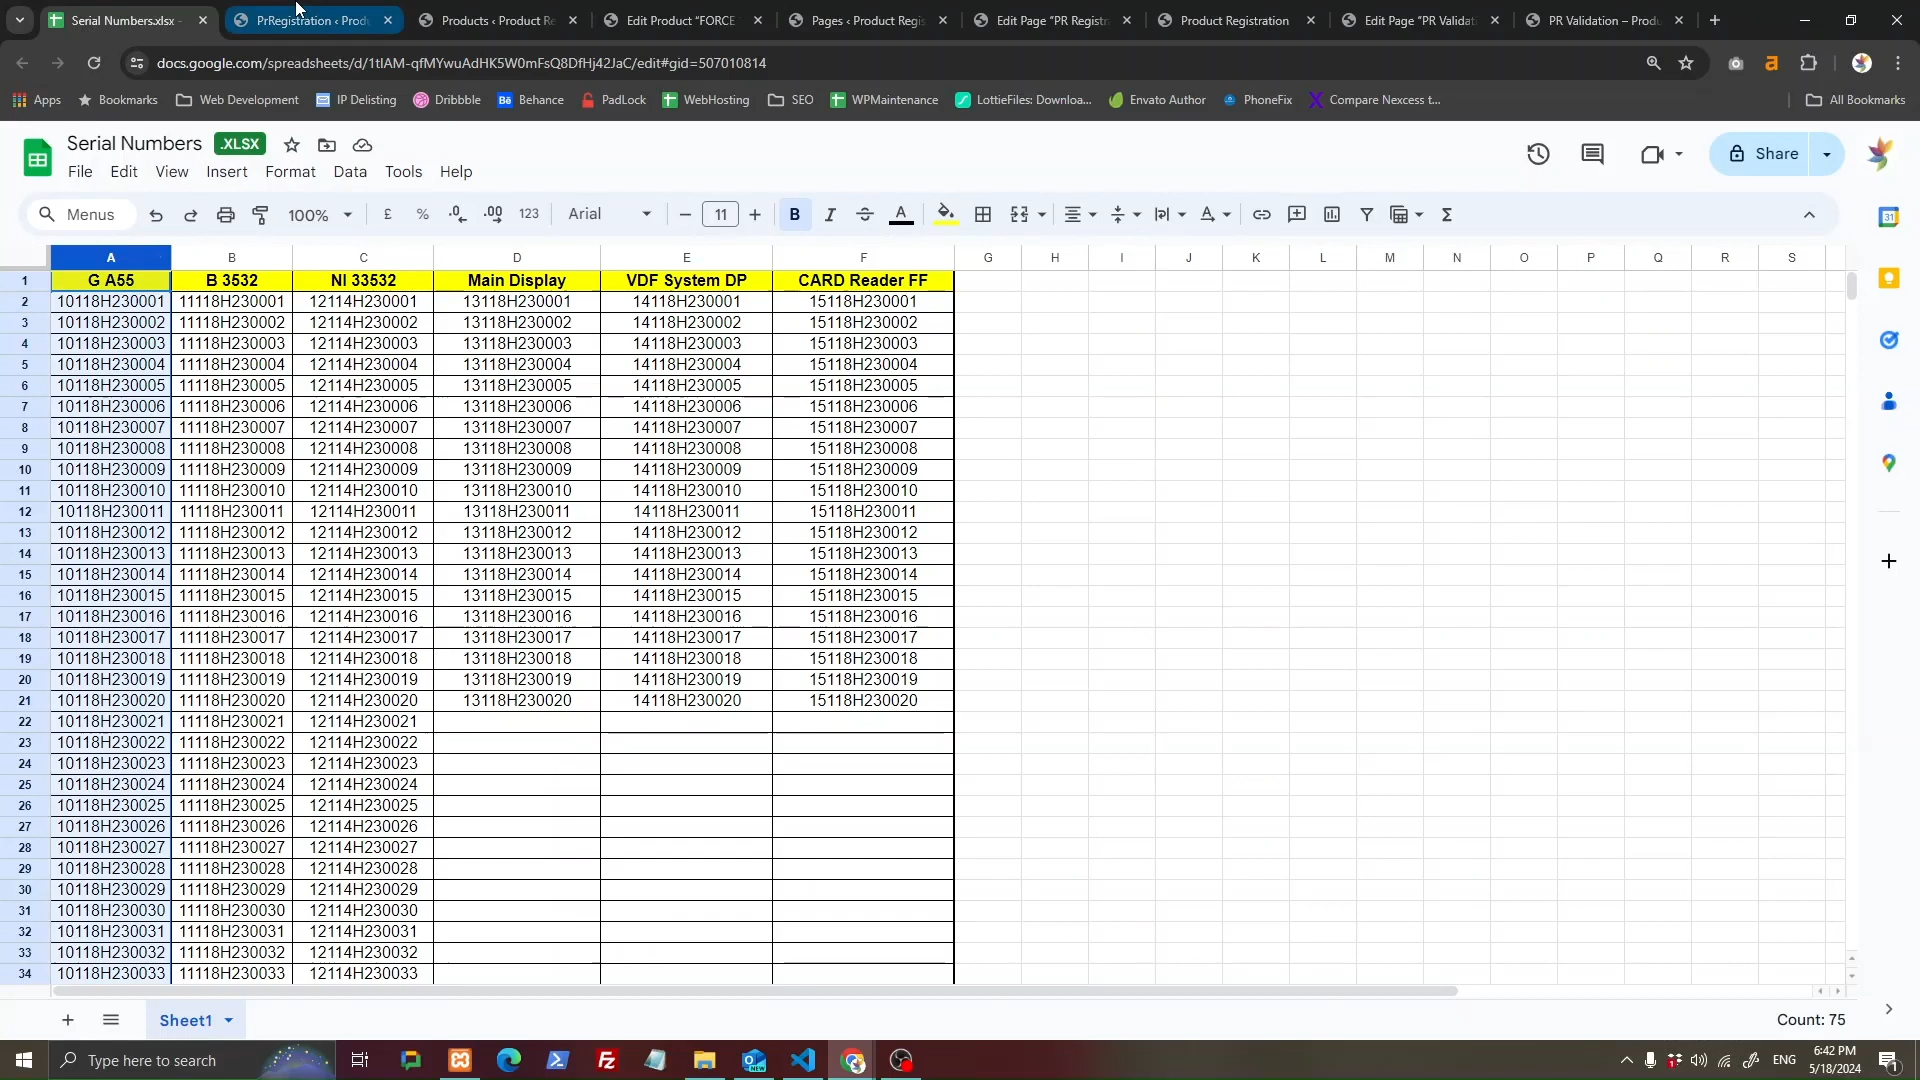 Serial Numbers.xlsx -
PrRegistration ‹ Produ
Products ‹ Product Re
Edit Product “FORCE
Pages ‹ Product Regis
Edit Page “PR Registr
Product Registration
Edit Page “PR Validat
PR Validation – Produ
docs.google.com/spreadsheets/d/1tlAM-qfMYwuAdHK5W0mFsQ8DfHj42JaC/edit#gid=507010814
Apps
Bookmarks
Web Development
IP Delisting
Dribbble
Behance
PadLock
WebHosting
SEO
WPMaintenance
LottieFiles: Downloa...
Envato Author
PhoneFix
Compare Nexcess t...
All Bookmarks
Serial Numbers .XLSX
File Edit View Insert Format Data Tools Help
Share
Menus 100% £ % .0 .00 123 Arial 11 B I
A B C D E F G H I J K L M N O P Q R S
1 G A55 B 3532 NI 33532 Main Display VDF System DP CARD Reader FF
2 10118H230001 11118H230001 12114H230001 13118H230001 14118H230001 15118H230001
3 10118H230002 11118H230002 12114H230002 13118H230002 14118H230002 15118H230002
4 10118H230003 11118H230003 12114H230003 13118H230003 14118H230003 15118H230003
5 10118H230004 11118H230004 12114H230004 13118H230004 14118H230004 15118H230004
6 10118H230005 11118H230005 12114H230005 13118H230005 14118H230005 15118H230005
7 10118H230006 11118H230006 12114H230006 13118H230006 14118H230006 15118H230006
8 10118H230007 11118H230007 12114H230007 13118H230007 14118H230007 15118H230007
9 10118H230008 11118H230008 12114H230008 13118H230008 14118H230008 15118H230008
10 10118H230009 11118H230009 12114H230009 13118H230009 14118H230009 15118H230009
11 10118H230010 11118H230010 12114H230010 13118H230010 14118H230010 15118H230010
12 10118H230011 11118H230011 12114H230011 13118H230011 14118H230011 15118H230011
13 10118H230012 11118H230012 12114H230012 13118H230012 14118H230012 15118H230012
14 10118H230013 11118H230013 12114H230013 13118H230013 14118H230013 15118H230013
15 10118H230014 11118H230014 12114H230014 13118H230014 14118H230014 15118H230014
16 10118H230015 11118H230015 12114H230015 13118H230015 14118H230015 15118H230015
17 10118H230016 11118H230016 12114H230016 13118H230016 14118H230016 15118H230016
18 10118H230017 11118H230017 12114H230017 13118H230017 14118H230017 15118H230017
19 10118H230018 11118H230018 12114H230018 13118H230018 14118H230018 15118H230018
20 10118H230019 11118H230019 12114H230019 13118H230019 14118H230019 15118H230019
21 10118H230020 11118H230020 12114H230020 13118H230020 14118H230020 15118H230020
22 10118H230021 11118H230021 12114H230021
23 10118H230022 11118H230022 12114H230022
24 10118H230023 11118H230023 12114H230023
25 10118H230024 11118H230024 12114H230024
26 10118H230025 11118H230025 12114H230025
27 10118H230026 11118H230026 12114H230026
28 10118H230027 11118H230027 12114H230027
29 10118H230028 11118H230028 12114H230028
30 10118H230029 11118H230029 12114H230029
31 10118H230030 11118H230030 12114H230030
32 10118H230031 11118H230031 12114H230031
33 10118H230032 11118H230032 12114H230032
34 10118H230033 11118H230033 12114H230033
Sheet1
Count: 75
Type here to search
ENG
6:42 PM
5/18/2024